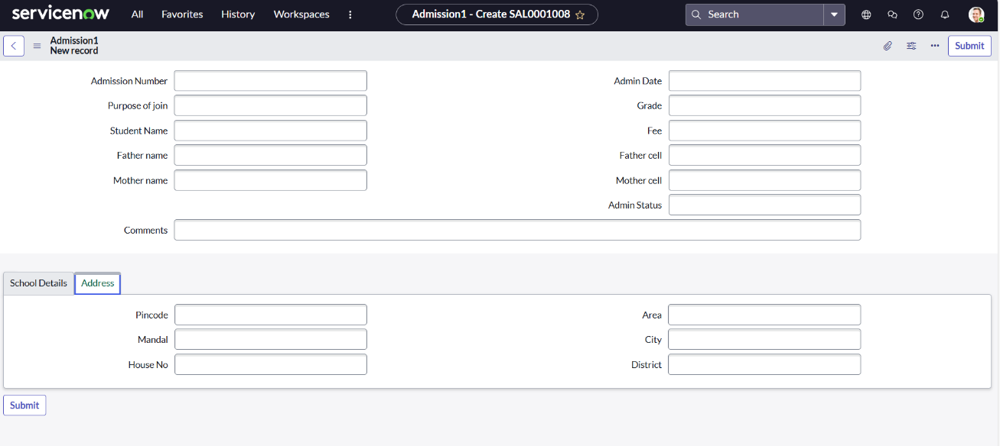 servicenow All Favorites History Workspaces Admission1 - Create SAL0001008 Search
Admission1
New record
Submit
Admission Number
Admin Date
Purpose of join
Grade
Student Name
Fee
Father name
Father cell
Mother name
Mother cell
Admin Status
Comments
School Details Address
Pincode
Area
Mandal
City
House No
District
Submit